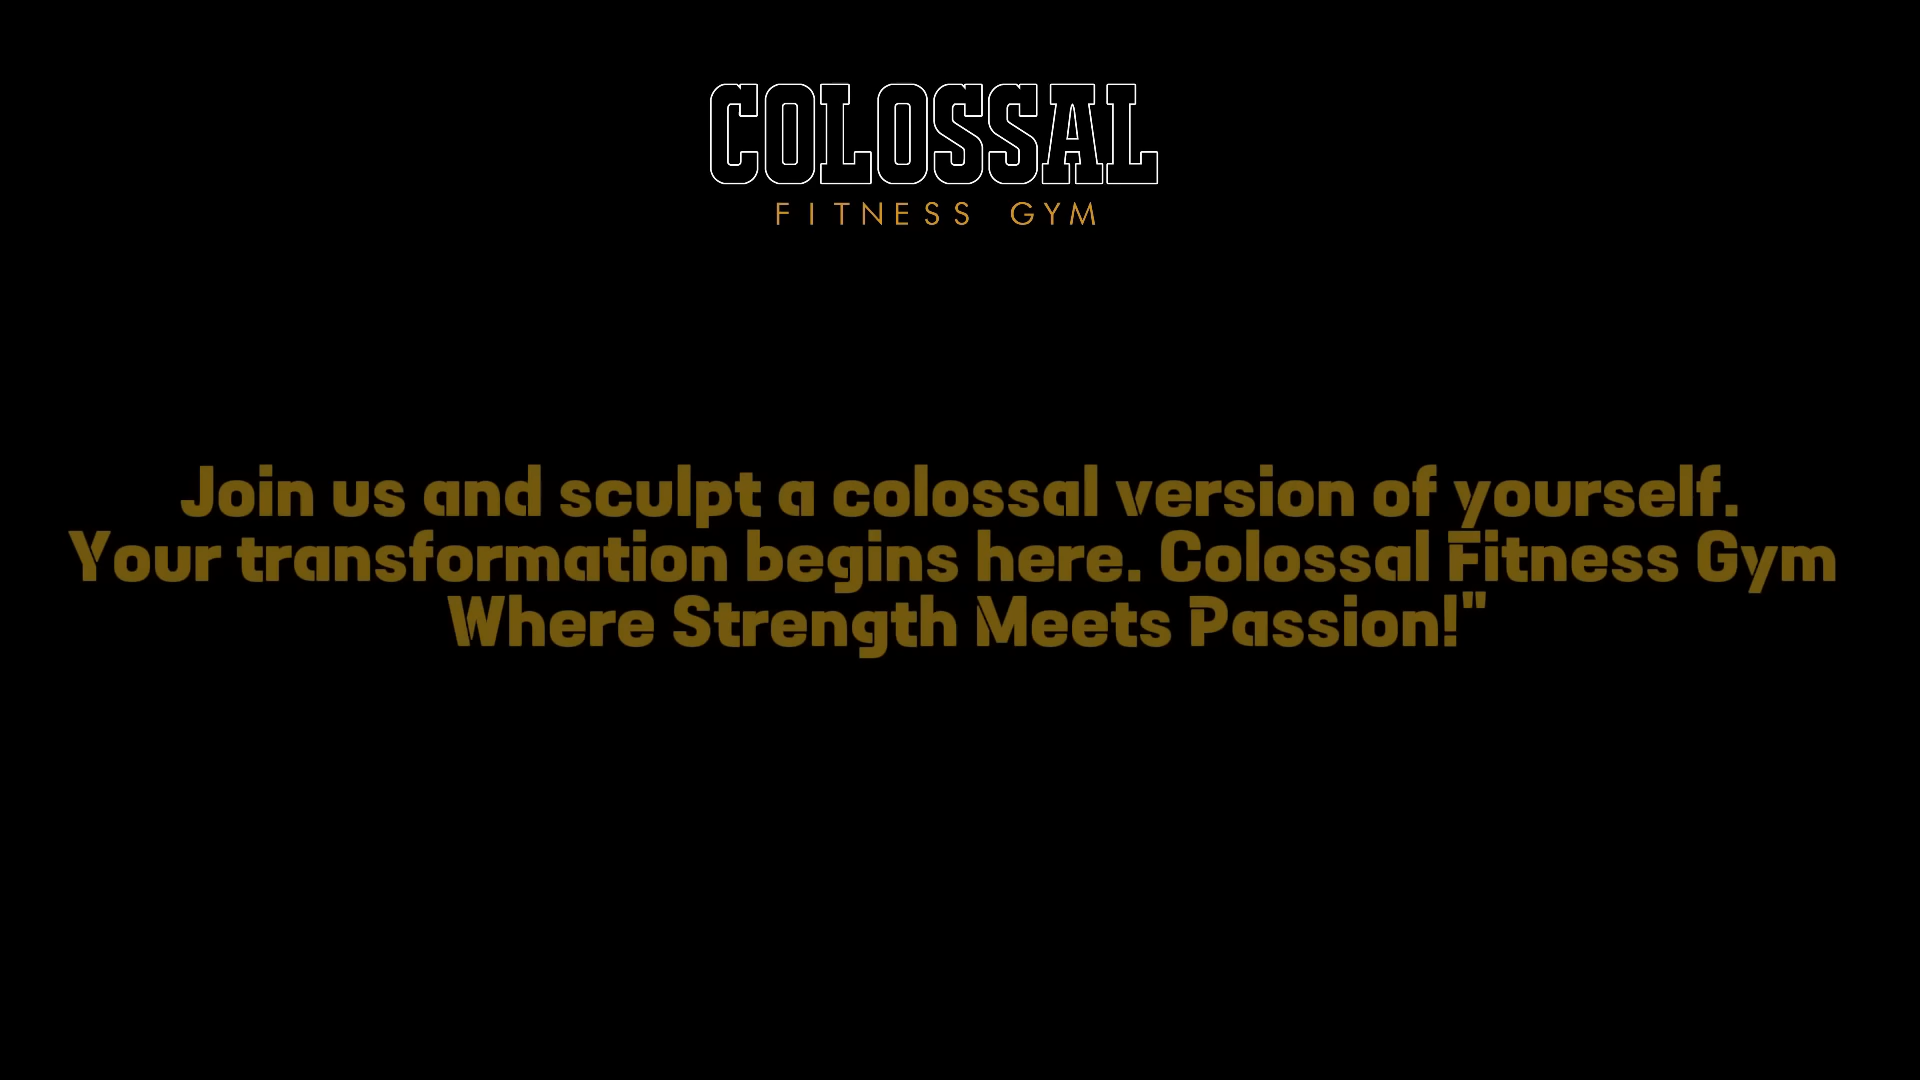 COLOSSAL
FITNESS GYM
Join us and sculpt a colossal version of yourself.
Your transformation begins here. Colossal Fitness Gym
Where Strength Meets Passion!"